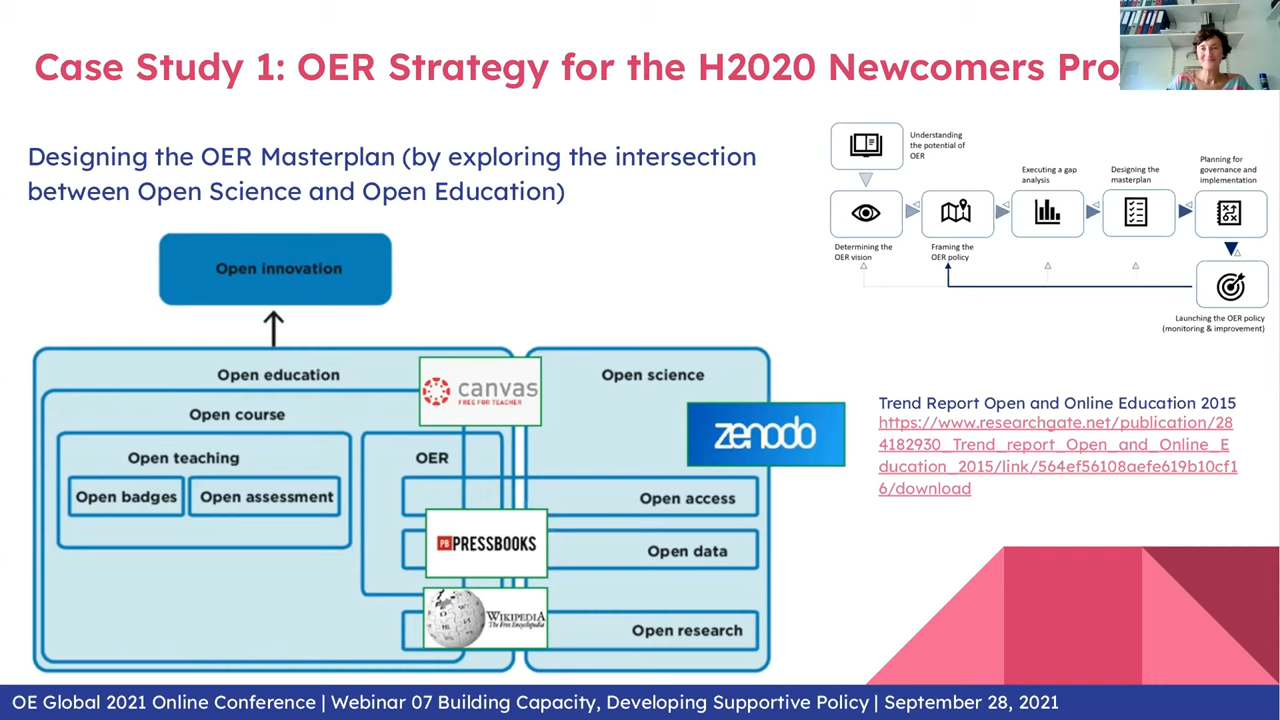 Case Study 1: OER Strategy for the H2020 Newcomers Pro
Designing the OER Masterplan (by exploring the intersection
between Open Science and Open Education)
Understanding
the potential of
OER
Executing a gap
analysis
Designing the
masterplan
Planning for
governance and
implementation
Determining the
OER vision
Framing the
OER policy
Launching the OER policy
(monitoring & improvement)
Open innovation
Open education
canvas
FREE FOR TEACHER
Open science
Open course
zenodo
Open teaching
OER
Open badges
Open assessment
Open access
PB PRESSBOOKS
Open data
WIKIPEDIA
The Free Encyclopedia
Open research
Trend Report Open and Online Education 2015
https://www.researchgate.net/publication/28
4182930_Trend_report_Open_and_Online_E
ducation_2015/link/564ef56108aefe619b10cf1
6/download
OE Global 2021 Online Conference | Webinar 07 Building Capacity, Developing Supportive Policy | September 28, 2021